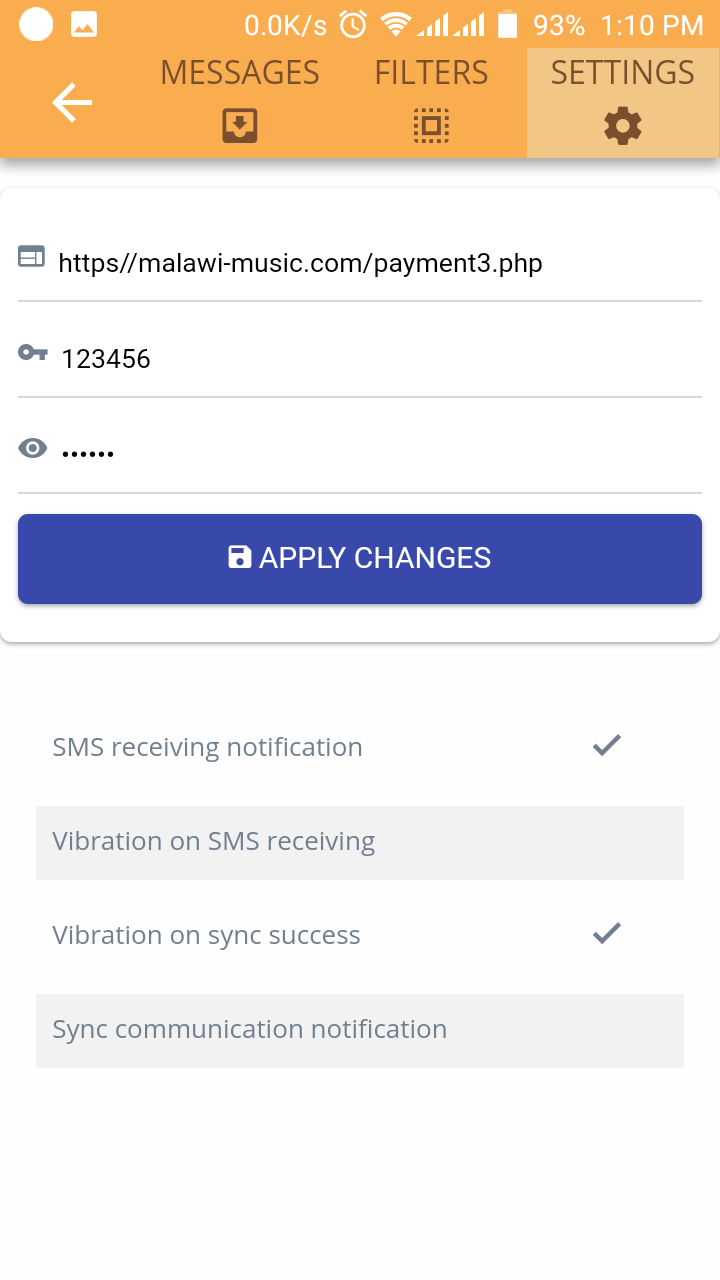 0.0K/s 93% 1:10 PM
MESSAGES FILTERS SETTINGS
https//malawi-music.com/payment3.php
123456
••••••
APPLY CHANGES
SMS receiving notification
Vibration on SMS receiving
Vibration on sync success
Sync communication notification